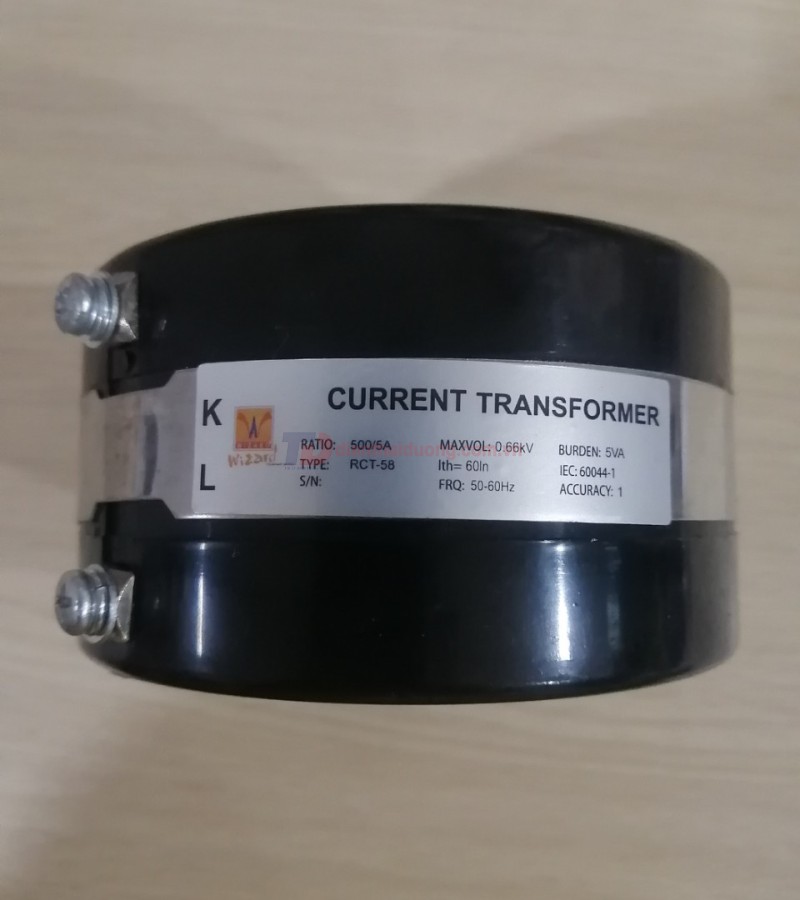 K
L
CURRENT TRANSFORMER
RATIO: 500/5A
TYPE: RCT-58
S/N:
MAXVOL: 0.66kV
Ith= 60In
FRQ: 50-60Hz
BURDEN: 5VA
IEC: 60044-1
ACCURACY: 1